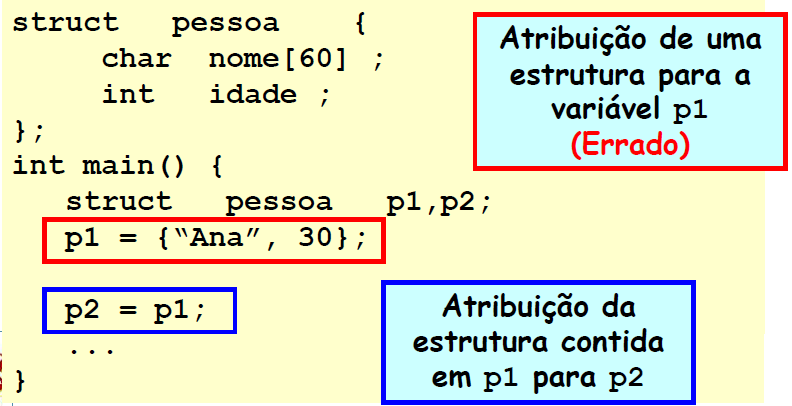 struct pessoa {
char nome[60] ;
int idade ;
};
int main() {
struct pessoa p1,p2;
p1 = {“Ana”, 30};
p2 = p1;
...
}
Atribuição de uma
estrutura para a
variável p1
(Errado)
Atribuição da
estrutura contida
em p1 para p2